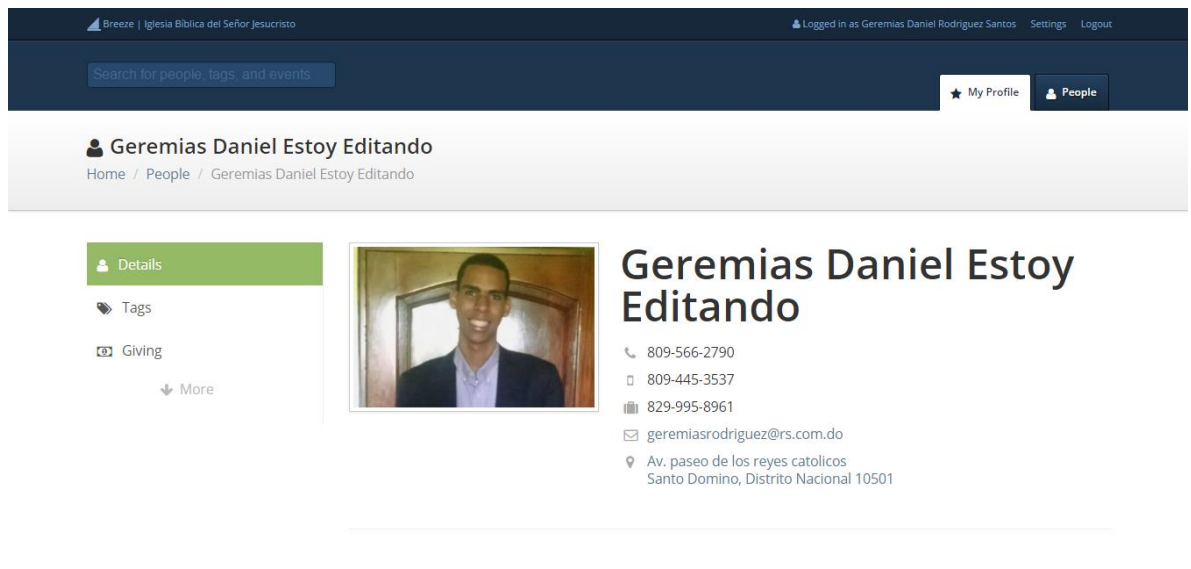 Breeze | Iglesia Bíblica del Señor Jesucristo
Logged in as Geremias Daniel Rodriguez Santos Settings Logout
Search for people, tags, and events
My Profile People
Geremias Daniel Estoy Editando
Home / People / Geremias Daniel Estoy Editando
Details
Tags
Giving
More
Geremias Daniel Estoy
Editando
809-566-2790
809-445-3537
829-995-8961
geremiasrodriguez@rs.com.do
Av. paseo de los reyes catolicos
Santo Domino, Distrito Nacional 10501